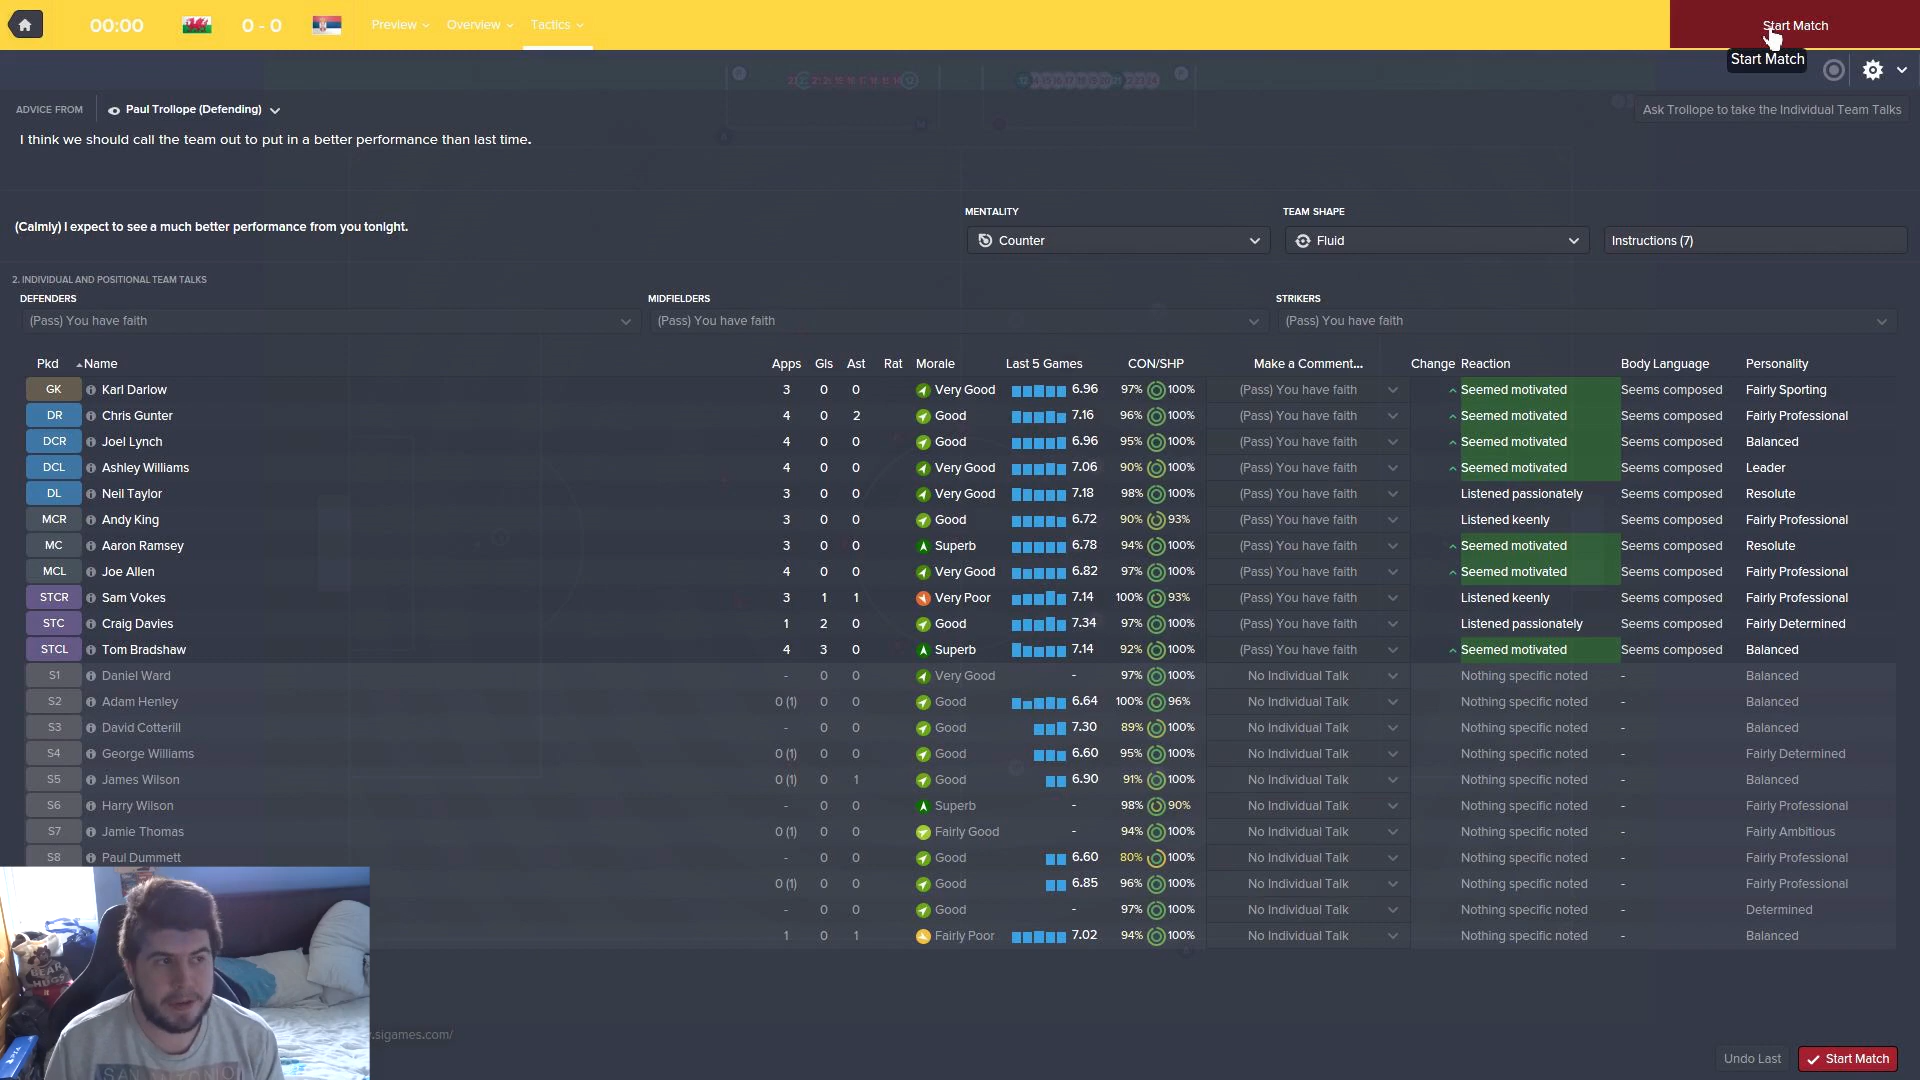 00:00 0 - 0 Preview Overview Tactics Start Match
Start Match
ADVICE FROM Paul Trollope (Defending) Ask Trollope to take the Individual Team Talks
I think we should call the team out to put in a better performance than last time.
MENTALITY TEAM SHAPE
(Calmly) I expect to see a much better performance from you tonight. Counter Fluid Instructions (7)
2. INDIVIDUAL AND POSITIONAL TEAM TALKS
DEFENDERS MIDFIELDERS STRIKERS
(Pass) You have faith (Pass) You have faith (Pass) You have faith
Pkd Name Apps Gls Ast Rat Morale Last 5 Games CON/SHP Make a Comment... Change Reaction Body Language Personality
GK Karl Darlow 3 0 0 Very Good 6.96 97% 100% (Pass) You have faith Seemed motivated Seems composed Fairly Sporting
DR Chris Gunter 4 0 2 Good 7.16 96% 100% (Pass) You have faith Seemed motivated Seems composed Fairly Professional
DCR Joel Lynch 4 0 0 Good 6.96 95% 100% (Pass) You have faith Seemed motivated Seems composed Balanced
DCL Ashley Williams 4 0 0 Very Good 7.06 90% 100% (Pass) You have faith Seemed motivated Seems composed Leader
DL Neil Taylor 3 0 0 Very Good 7.18 98% 100% (Pass) You have faith Listened passionately Seems composed Resolute
MCR Andy King 3 0 0 Good 6.72 90% 93% (Pass) You have faith Listened keenly Seems composed Fairly Professional
MC Aaron Ramsey 3 0 0 Superb 6.78 94% 100% (Pass) You have faith Seemed motivated Seems composed Resolute
MCL Joe Allen 4 0 0 Very Good 6.82 97% 100% (Pass) You have faith Seemed motivated Seems composed Fairly Professional
STCR Sam Vokes 3 1 1 Very Poor 7.14 100% 93% (Pass) You have faith Listened keenly Seems composed Fairly Professional
STC Craig Davies 1 2 0 Good 7.34 97% 100% (Pass) You have faith Listened passionately Seems composed Fairly Determined
STCL Tom Bradshaw 4 3 0 Superb 7.14 92% 100% (Pass) You have faith Seemed motivated Seems composed Balanced
S1 Daniel Ward - 0 0 Very Good - 97% 100% No Individual Talk Nothing specific noted - Balanced
S2 Adam Henley 0 (1) 0 0 Good 6.64 100% 96% No Individual Talk Nothing specific noted - Balanced
S3 David Cotterill - 0 0 Good 7.30 89% 100% No Individual Talk Nothing specific noted - Balanced
S4 George Williams 0 (1) 0 0 Good 6.60 95% 100% No Individual Talk Nothing specific noted - Fairly Determined
S5 James Wilson 0 (1) 0 1 Good 6.90 91% 100% No Individual Talk Nothing specific noted - Balanced
S6 Harry Wilson - 0 0 Superb - 98% 90% No Individual Talk Nothing specific noted - Fairly Professional
S7 Jamie Thomas 0 (1) 0 0 Fairly Good - 94% 100% No Individual Talk Nothing specific noted - Fairly Ambitious
S8 Paul Dummett - 0 0 Good 6.60 80% 100% No Individual Talk Nothing specific noted - Fairly Professional
0 (1) 0 0 Good 6.85 96% 100% No Individual Talk Nothing specific noted - Fairly Professional
- 0 0 Good - 97% 100% No Individual Talk Nothing specific noted - Determined
1 0 1 Fairly Poor 7.02 94% 100% No Individual Talk Nothing specific noted - Balanced
.sigames.com/
Undo Last Start Match
BEAR HUGS
SAN ANTONIO